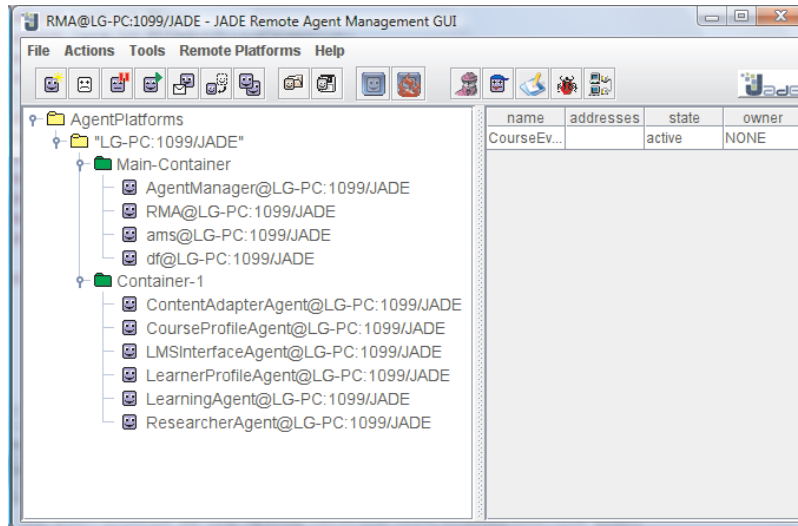 RMA@LG-PC:1099/JADE - JADE Remote Agent Management GUI
File Actions Tools Remote Platforms Help
Jade
AgentPlatforms
"LG-PC:1099/JADE"
Main-Container
AgentManager@LG-PC:1099/JADE
RMA@LG-PC:1099/JADE
ams@LG-PC:1099/JADE
df@LG-PC:1099/JADE
Container-1
ContentAdapterAgent@LG-PC:1099/JADE
CourseProfileAgent@LG-PC:1099/JADE
LMSInterfaceAgent@LG-PC:1099/JADE
LearnerProfileAgent@LG-PC:1099/JADE
LearningAgent@LG-PC:1099/JADE
ResearcherAgent@LG-PC:1099/JADE
name addresses state owner
CourseEv... active NONE